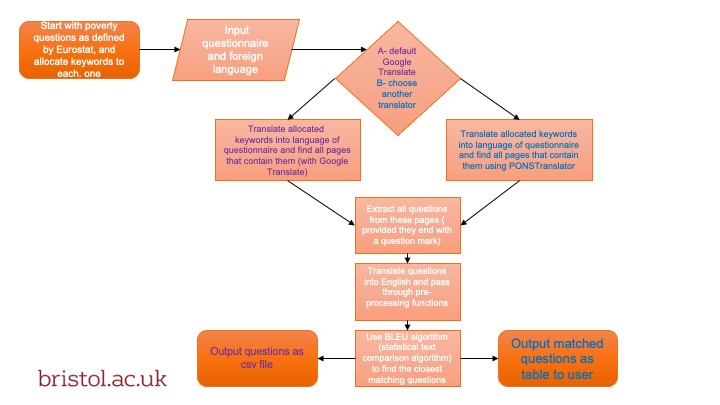 Start with poverty
questions as defined
by Eurostat, and
allocate keywords to
each. one
Input
questionnaire
and foreign
language
A- default
Google
Translate
B- choose
another
translator
Translate allocated
keywords into language of
questionnaire and find all pages
that contain them (with Google
Translate)
Translate allocated keywords
into language of questionnaire
and find all pages that contain
them using PONSTranslator
Extract all questions
from these pages (
provided they end with
a question mark)
Translate questions
into English and pass
through pre-
processing functions
Use BLEU algorithm
(statistical text
comparison algorithm)
to find the closest
matching questions
Output questions as
csv file
Output matched
questions as
table to user
bristol.ac.uk